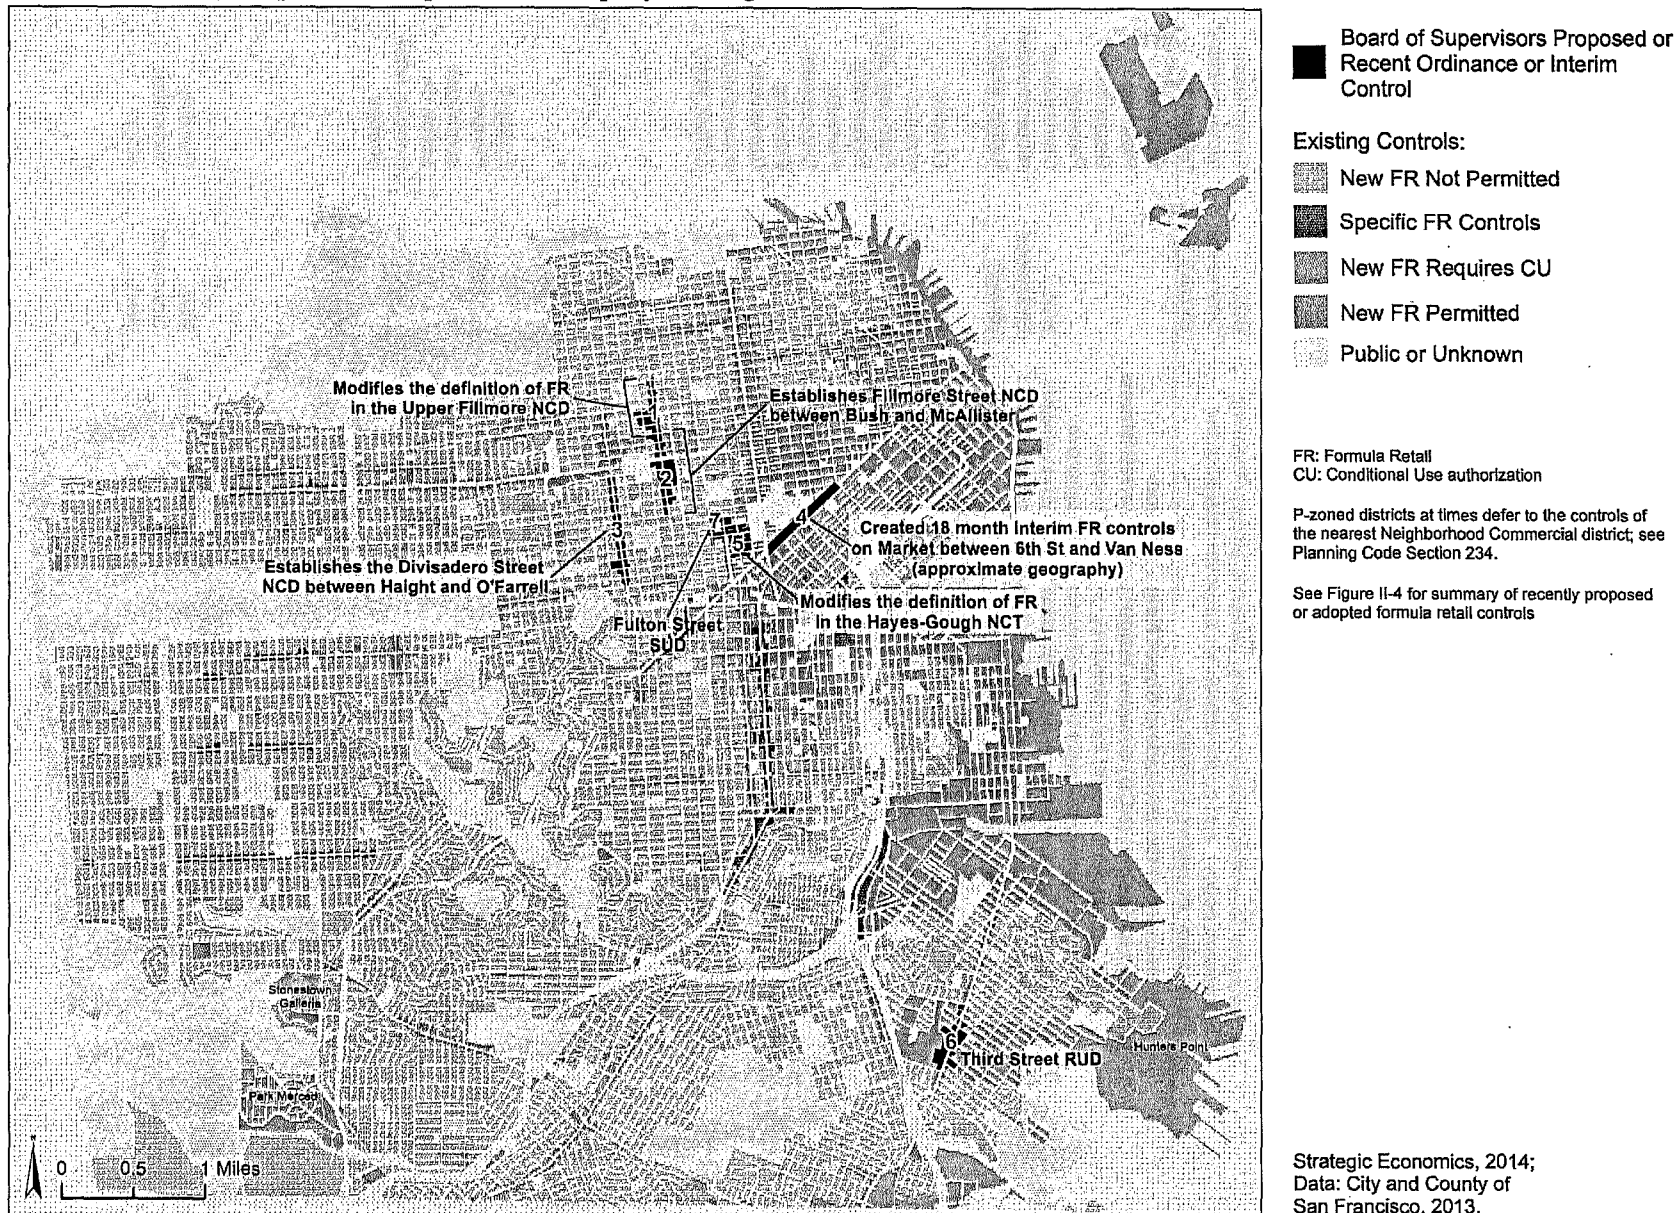 Modifies the definition of FR
in the Upper Fillmore NCD
Establishes Fillmore Street NCD
between Bush and McAllister
2
3
7
5
4
Created 18 month Interim FR controls
on Market between 6th St and Van Ness
(approximate geography)
Establishes the Divisadero Street
NCD between Haight and O'Farrell
Modifies the definition of FR
in the Hayes-Gough NCT
Fulton Street
SUD
Stonestown
Galleria
Park Merced
6
Third Street RUD
Hunters Point
N
0 0.5 1 Miles
Board of Supervisors Proposed or
Recent Ordinance or Interim
Control
Existing Controls:
New FR Not Permitted
Specific FR Controls
New FR Requires CU
New FR Permitted
Public or Unknown
FR: Formula Retail
CU: Conditional Use authorization
P-zoned districts at times defer to the controls of
the nearest Neighborhood Commercial district; see
Planning Code Section 234.
See Figure II-4 for summary of recently proposed
or adopted formula retail controls
Strategic Economics, 2014;
Data: City and County of
San Francisco, 2013.